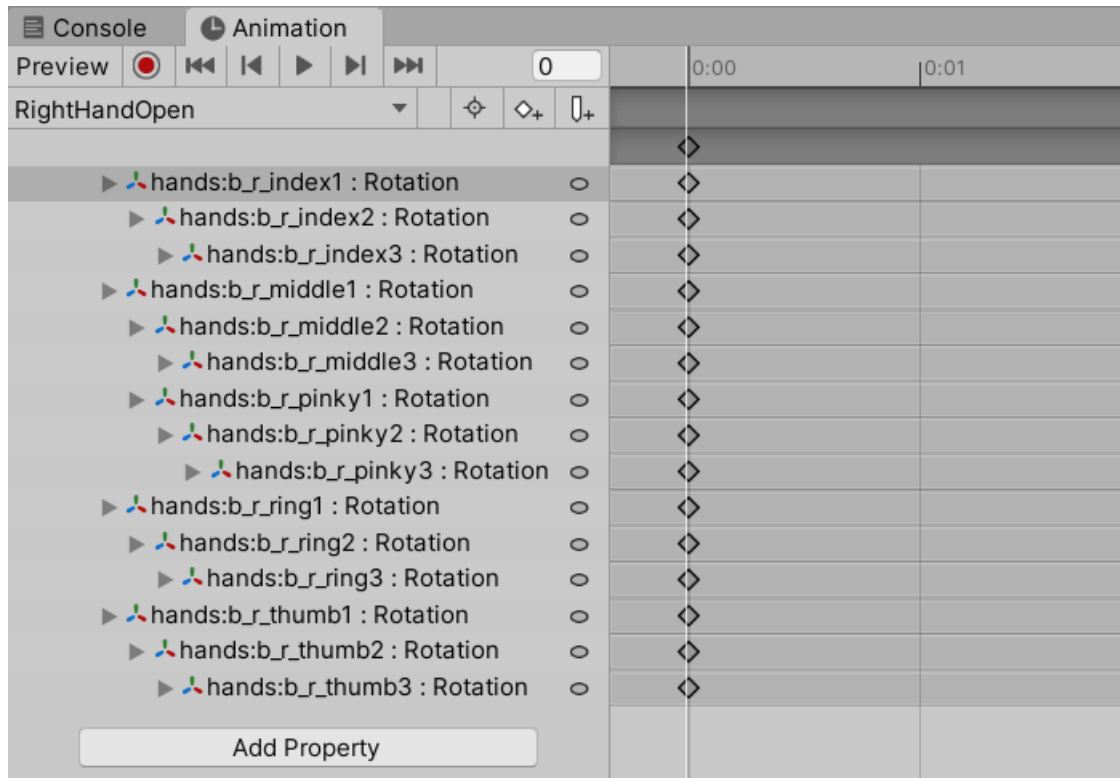 Console Animation
Preview 0 0:00 0:01
RightHandOpen
hands:b_r_index1 : Rotation
hands:b_r_index2 : Rotation
hands:b_r_index3 : Rotation
hands:b_r_middle1 : Rotation
hands:b_r_middle2 : Rotation
hands:b_r_middle3 : Rotation
hands:b_r_pinky1 : Rotation
hands:b_r_pinky2 : Rotation
hands:b_r_pinky3 : Rotation
hands:b_r_ring1 : Rotation
hands:b_r_ring2 : Rotation
hands:b_r_ring3 : Rotation
hands:b_r_thumb1 : Rotation
hands:b_r_thumb2 : Rotation
hands:b_r_thumb3 : Rotation
Add Property